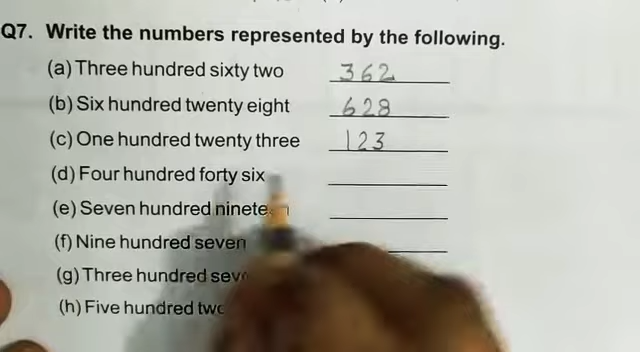 Q7. Write the numbers represented by the following.
(a) Three hundred sixty two 362
(b) Six hundred twenty eight 628
(c) One hundred twenty three 123
(d) Four hundred forty six
(e) Seven hundred
(f) Nine hundred seven
(g) Three hundred
(h) Five hundred